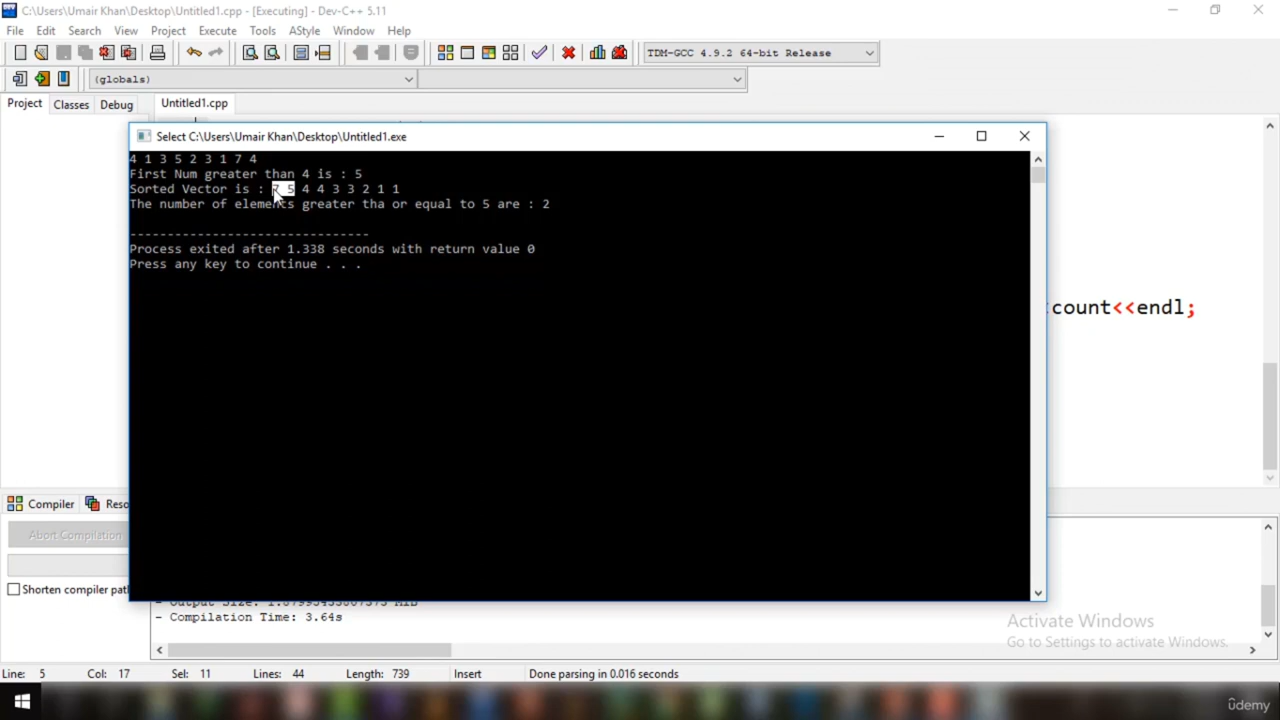 C:\Users\Umair Khan\Desktop\Untitled1.cpp - [Executing] - Dev-C++ 5.11
File Edit Search View Project Execute Tools AStyle Window Help
TDM-GCC 4.9.2 64-bit Release
(globals)
Project Classes Debug Untitled1.cpp
Select C:\Users\Umair Khan\Desktop\Untitled1.exe
4 1 3 5 2 3 1 7 4
First Num greater than 4 is : 5
Sorted Vector is : 7 5 4 4 3 3 2 1 1
The number of elements greater tha or equal to 5 are : 2
--------------------------------
Process exited after 1.338 seconds with return value 0
Press any key to continue . . .
count<<endl;
Compiler Reso
Abort Compilation
Shorten compiler pat
- Compilation Time: 3.64s
Activate Windows
Go to Settings to activate Windows.
Line: 5 Col: 17 Sel: 11 Lines: 44 Length: 739 Insert Done parsing in 0.016 seconds
ûdemy